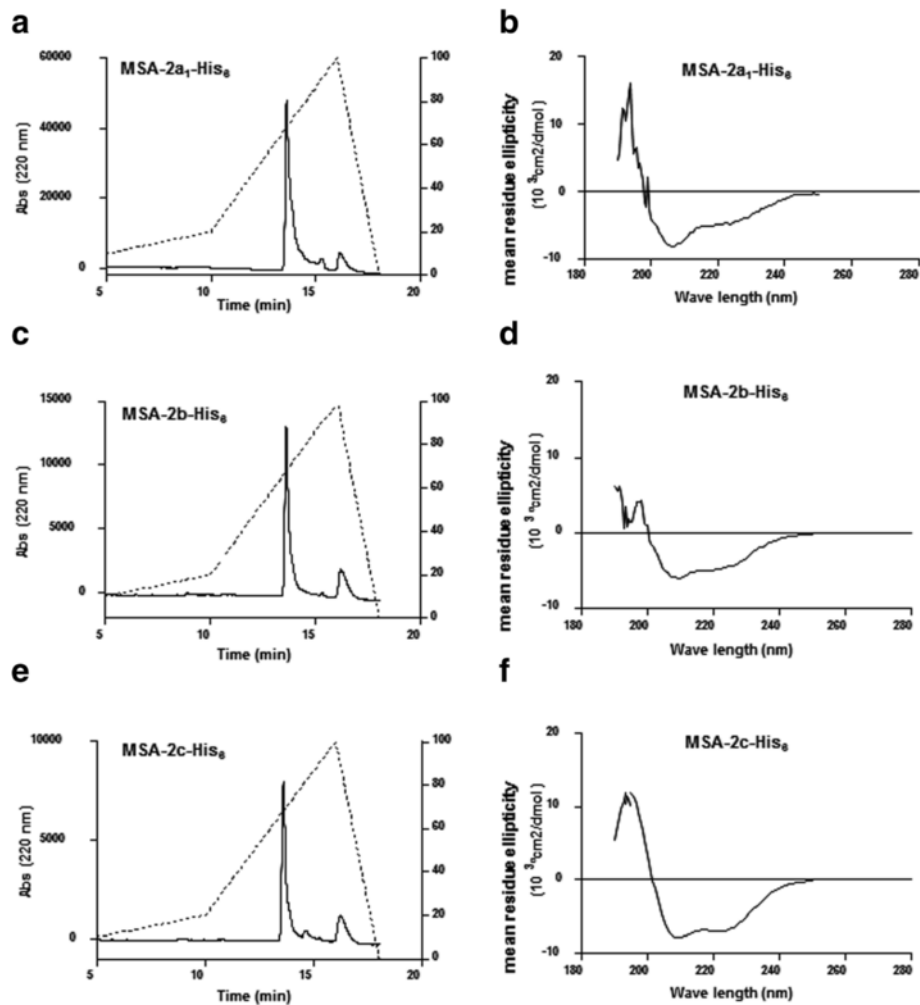 a
MSA-2a₁-His₆
Abs (220 nm)
60000
40000
20000
0
100
80
60
40
20
0
5
10
15
20
Time (min)
b
MSA-2a₁-His₆
mean residue ellipticity
(10 ³ºcm2/dmol)
20
10
0
-10
180
200
220
240
260
280
Wave length (nm)
c
MSA-2b-His₆
Abs (220 nm)
15000
10000
5000
0
100
80
60
40
20
0
5
10
15
20
Time (min)
d
MSA-2b-His₆
mean residue ellipticity
(10 ³ºcm2/dmol)
20
10
0
-10
180
200
220
240
260
280
Wave length (nm)
e
MSA-2c-His₆
Abs (220 nm)
10000
5000
0
100
80
60
40
20
0
5
10
15
20
Time (min)
f
MSA-2c-His₆
mean residue ellipticity
(10 ³ºcm2/dmol)
20
10
0
-10
180
200
220
240
260
280
Wave length (nm)